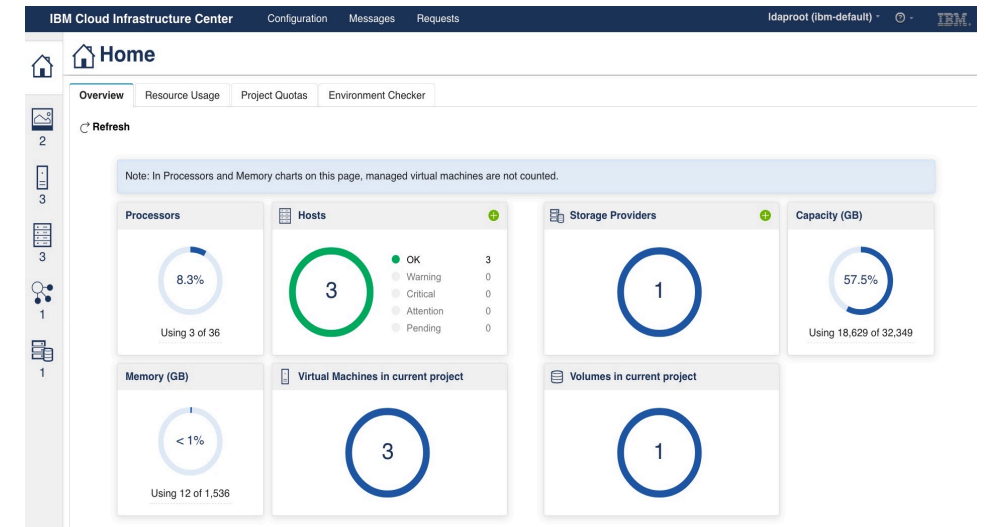 IBM Cloud Infrastructure Center Configuration Messages Requests ldaproot (ibm-default) IBM.
Home
Overview Resource Usage Project Quotas Environment Checker
Refresh
2
3
3
1
1
Note: In Processors and Memory charts on this page, managed virtual machines are not counted.
Processors
8.3%
Using 3 of 36
Hosts
3
OK 3
Warning 0
Critical 0
Attention 0
Pending 0
Storage Providers
1
Capacity (GB)
57.5%
Using 18,629 of 32,349
Memory (GB)
< 1%
Using 12 of 1,536
Virtual Machines in current project
3
Volumes in current project
1